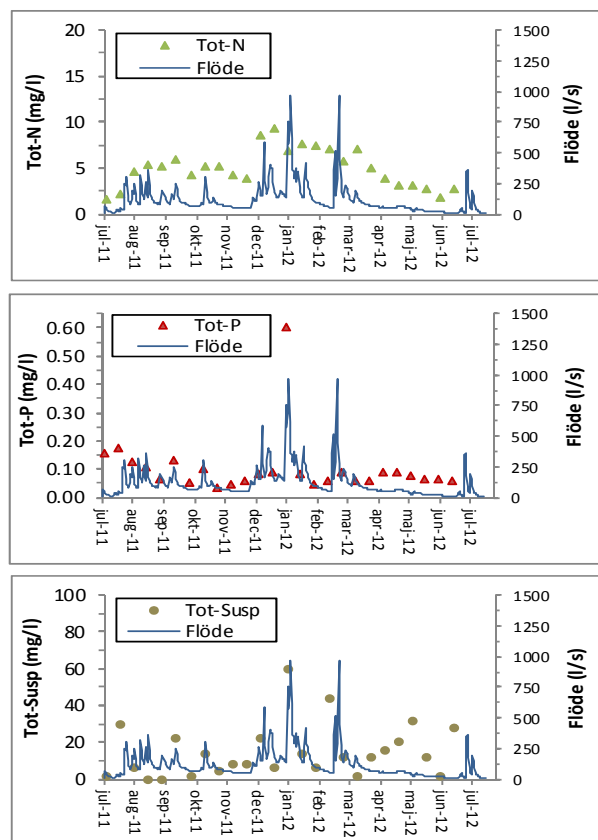 Tot-N (mg/l)
20
15
10
5
0
Tot-N
Flöde
1500
1250
1000
750
500
250
0
Flöde (l/s)
jul-11
aug-11
sep-11
okt-11
nov-11
dec-11
jan-12
feb-12
mar-12
apr-12
maj-12
jun-12
jul-12
Tot-P (mg/l)
0.60
0.50
0.40
0.30
0.20
0.10
0.00
Tot-P
Flöde
1500
1250
1000
750
500
250
0
Flöde (l/s)
jul-11
aug-11
sep-11
okt-11
nov-11
dec-11
jan-12
feb-12
mar-12
apr-12
maj-12
jun-12
jul-12
Tot-Susp (mg/l)
100
80
60
40
20
0
Tot-Susp
Flöde
1500
1250
1000
750
500
250
0
Flöde (l/s)
jul-11
aug-11
sep-11
okt-11
nov-11
dec-11
jan-12
feb-12
mar-12
apr-12
maj-12
jun-12
jul-12